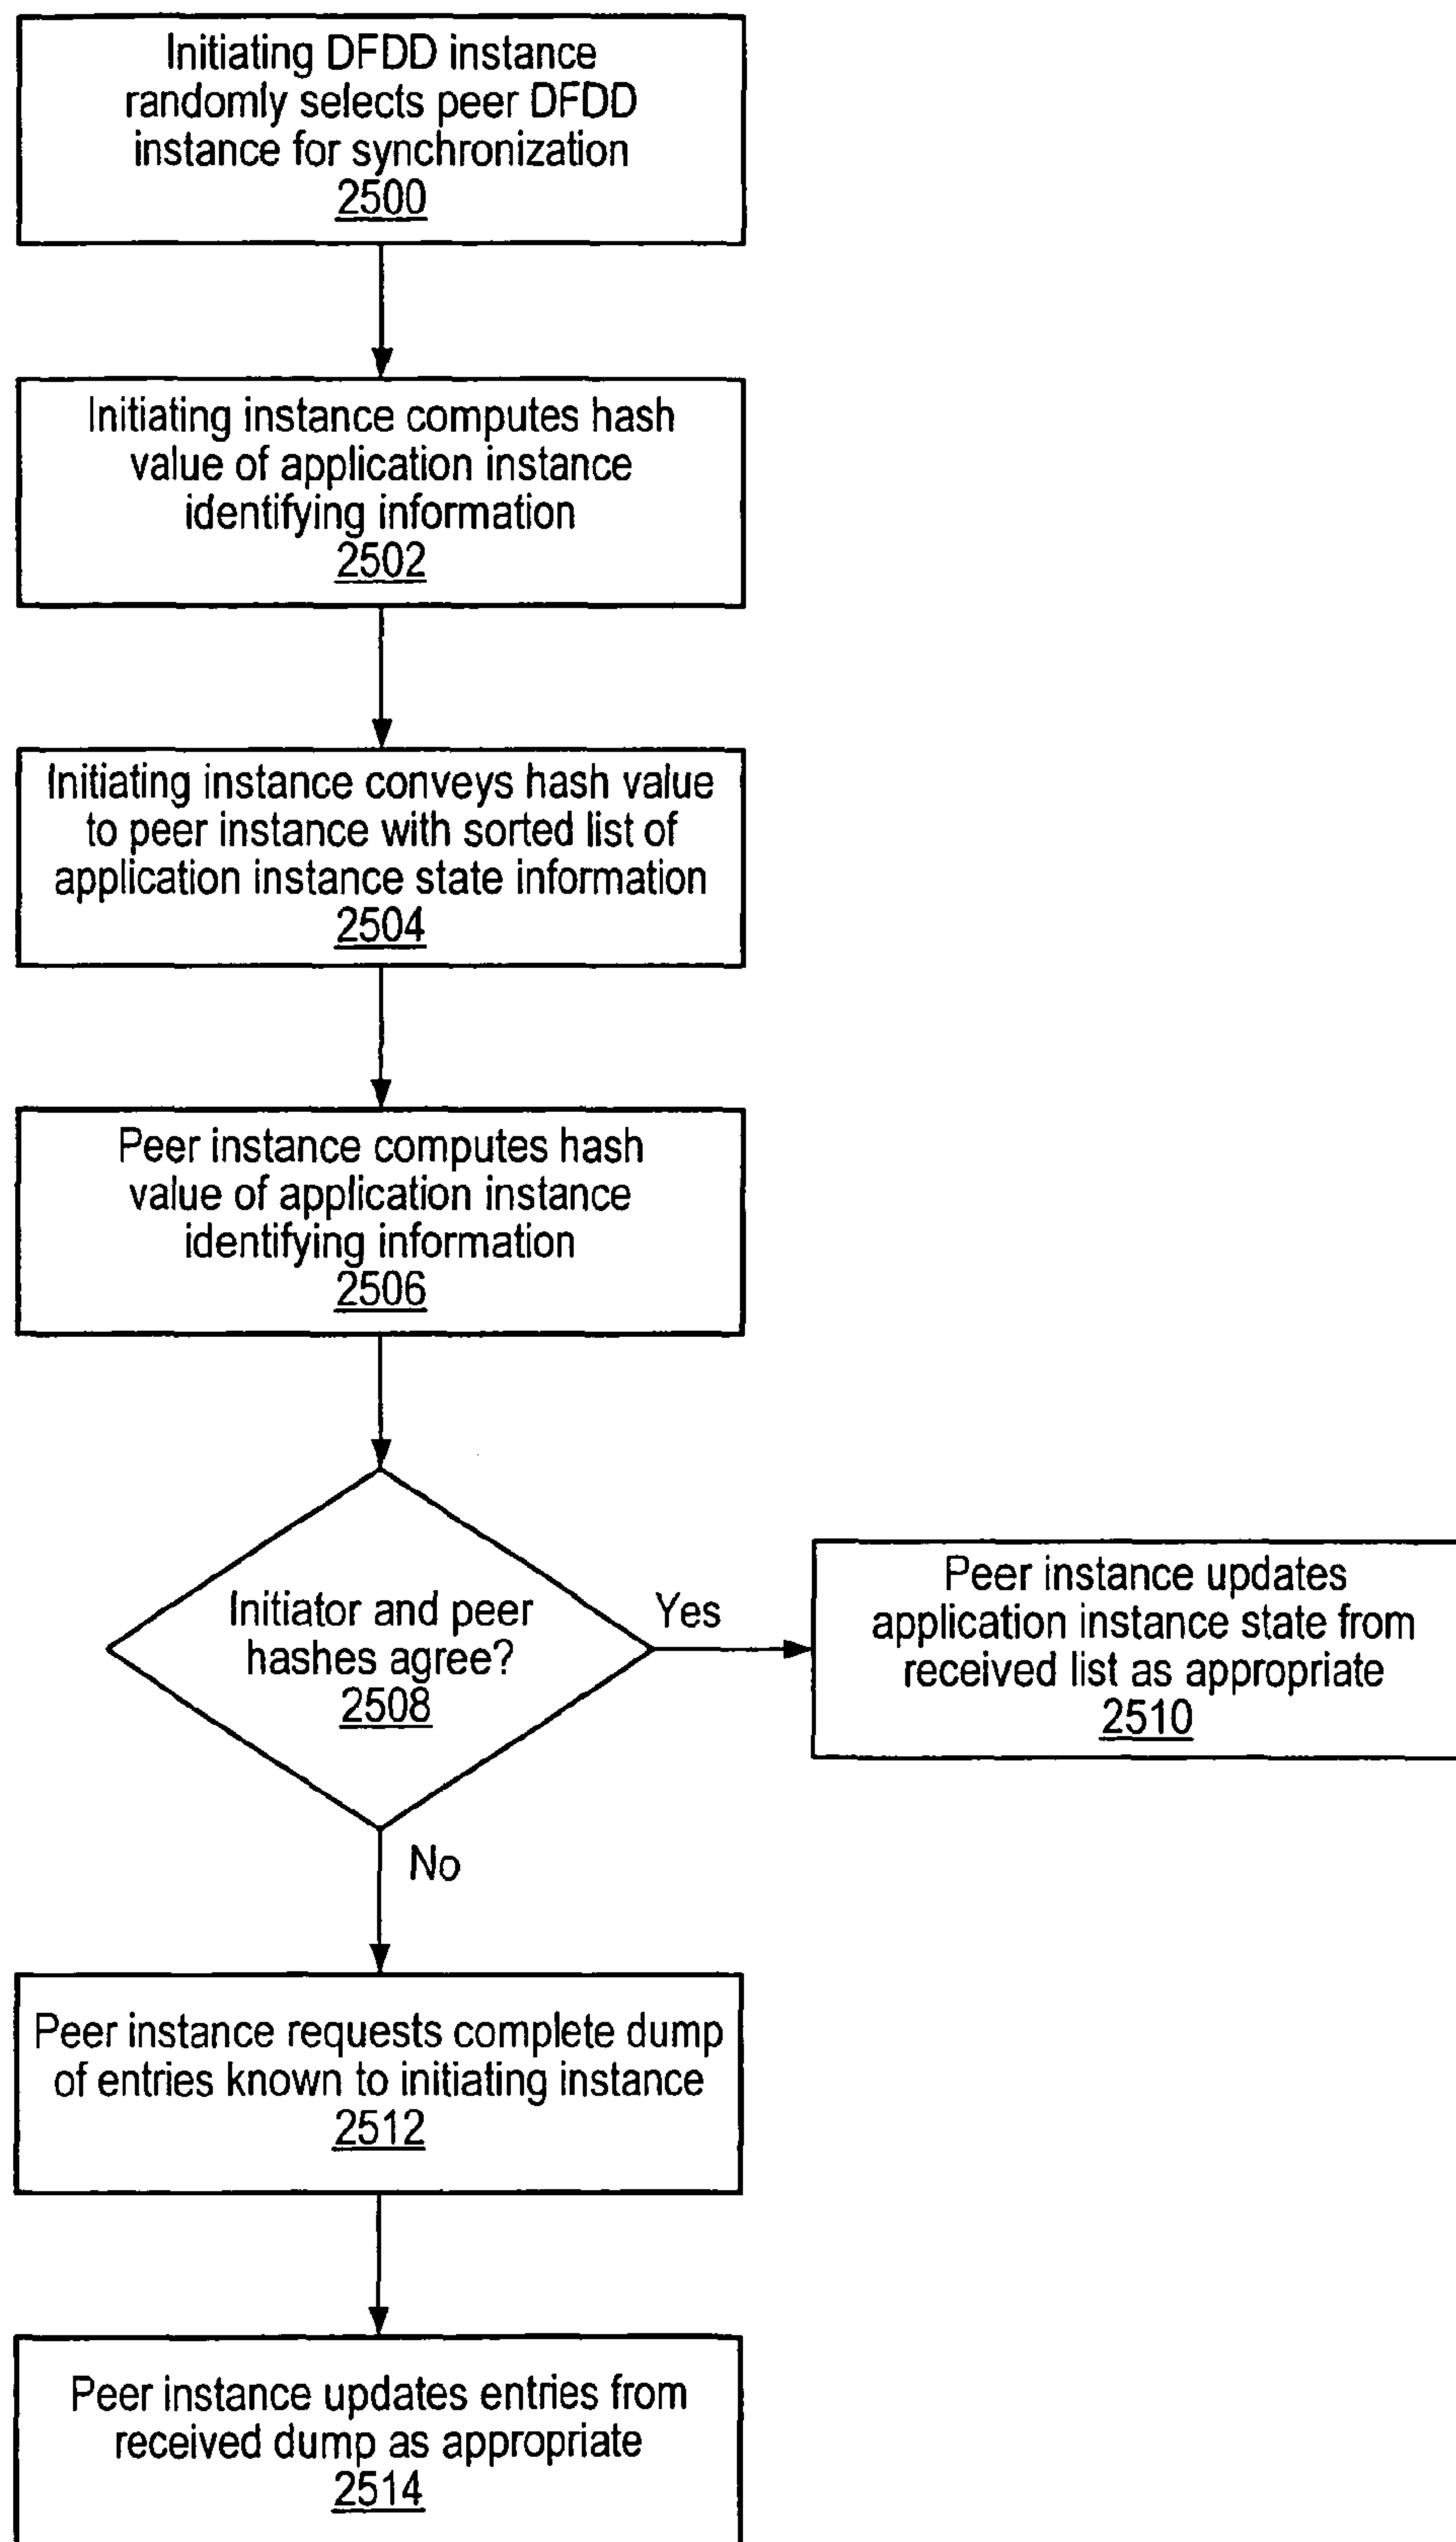 Initiating DFDD instance
randomly selects peer DFDD
instance for synchronization
2500
Initiating instance computes hash
value of application instance
identifying information
2502
Initiating instance conveys hash value
to peer instance with sorted list of
application instance state information
2504
Peer instance computes hash
value of application instance
identifying information
2506
Initiator and peer
hashes agree?
2508
Yes
Peer instance updates
application instance state from
received list as appropriate
2510
No
Peer instance requests complete dump
of entries known to initiating instance
2512
Peer instance updates entries from
received dump as appropriate
2514